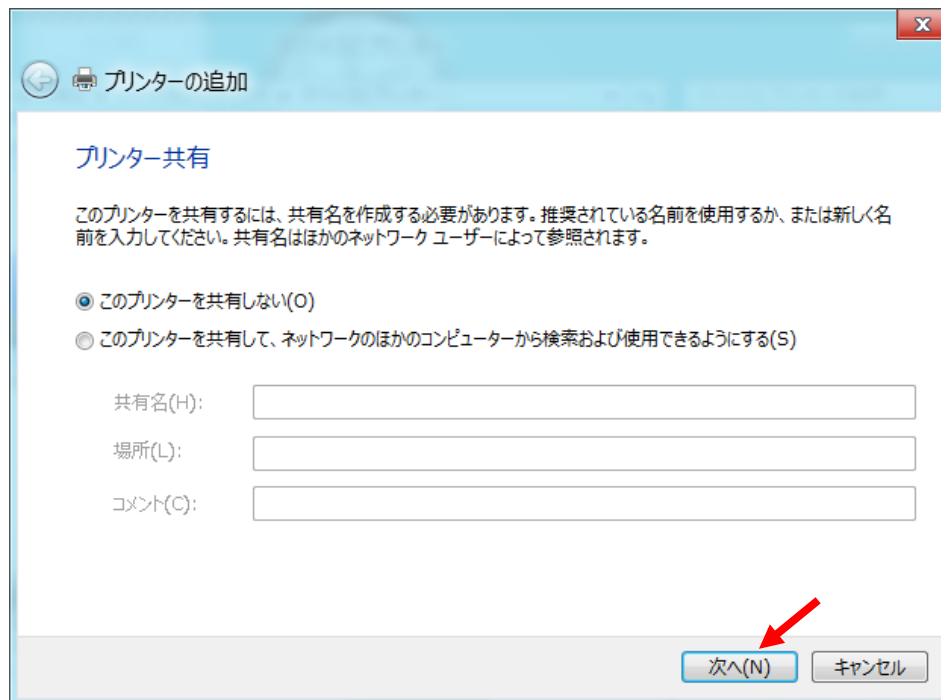 プリンターの追加
プリンター共有
このプリンターを共有するには、共有名を作成する必要があります。推奨されている名前を使用するか、または新しく名
前を入力してください。共有名はほかのネットワーク ユーザーによって参照されます。
このプリンターを共有しない(O)
このプリンターを共有して、ネットワークのほかのコンピューターから検索および使用できるようにする(S)
共有名(H):
場所(L):
コメント(C):
次へ(N) キャンセル